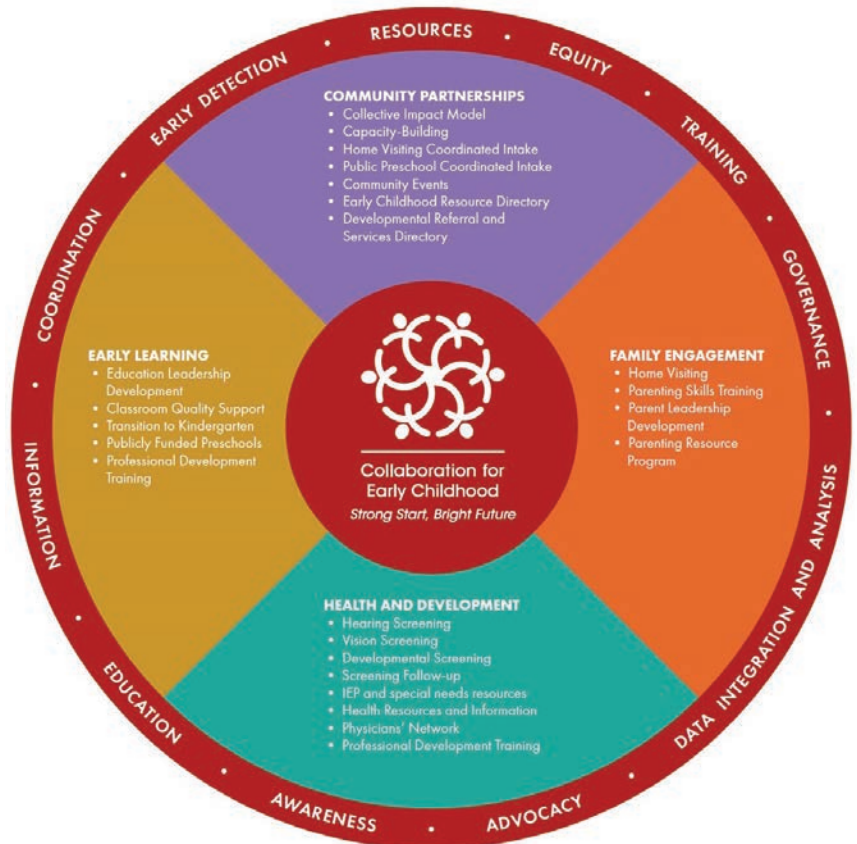 RESOURCES • EQUITY • TRAINING • GOVERNANCE • DATA INTEGRATION AND ANALYSIS • ADVOCACY • AWARENESS • EDUCATION • INFORMATION • COORDINATION • EARLY DETECTION •
COMMUNITY PARTNERSHIPS
• Collective Impact Model
• Capacity-Building
• Home Visiting Coordinated Intake
• Public Preschool Coordinated Intake
• Community Events
• Early Childhood Resource Directory
• Developmental Referral and
Services Directory
EARLY LEARNING
• Education Leadership
Development
• Classroom Quality Support
• Transition to Kindergarten
• Publicly Funded Preschools
• Professional Development
Training
Collaboration for
Early Childhood
Strong Start, Bright Future
FAMILY ENGAGEMENT
• Home Visiting
• Parenting Skills Training
• Parent Leadership
Development
• Parenting Resource
Program
HEALTH AND DEVELOPMENT
• Hearing Screening
• Vision Screening
• Developmental Screening
• Screening Follow-up
• IEP and special needs resources
• Health Resources and Information
• Physicians' Network
• Professional Development Training